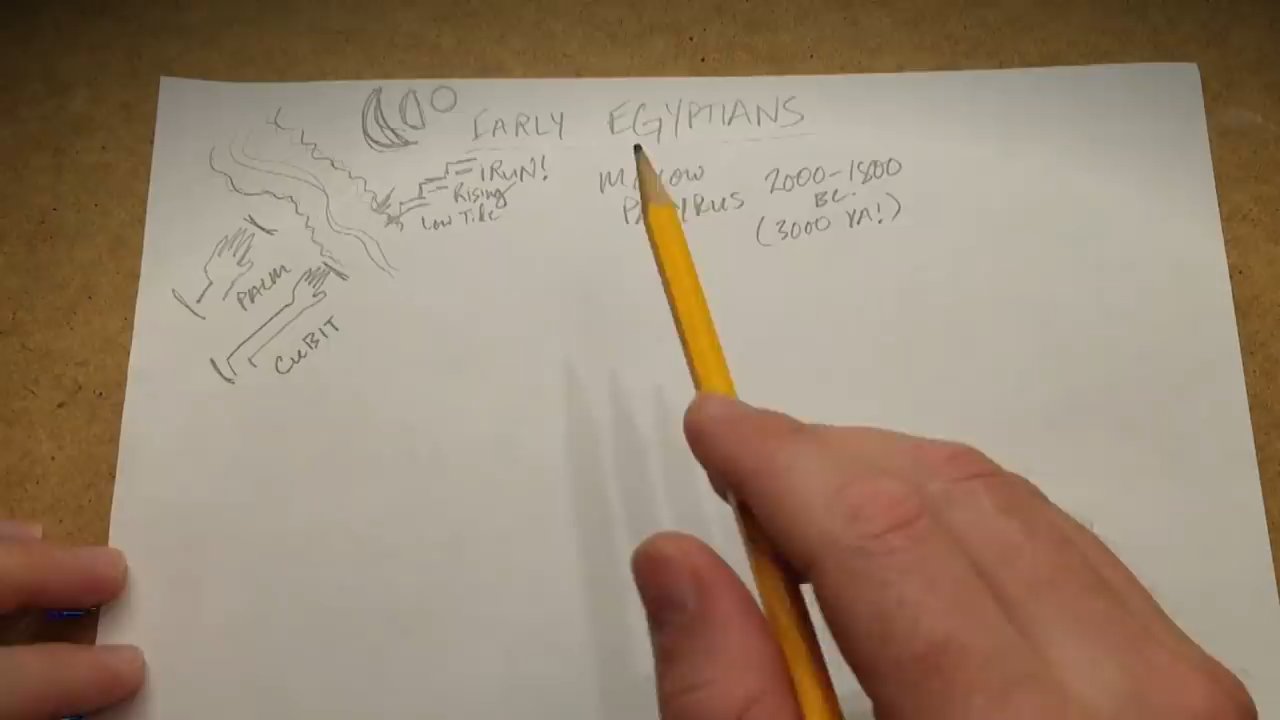 EARLY EGYPTIANS
RUN!
Rising
Low Tide
2000-1800
BC.
(3000 YA!)
PALM
CUBIT